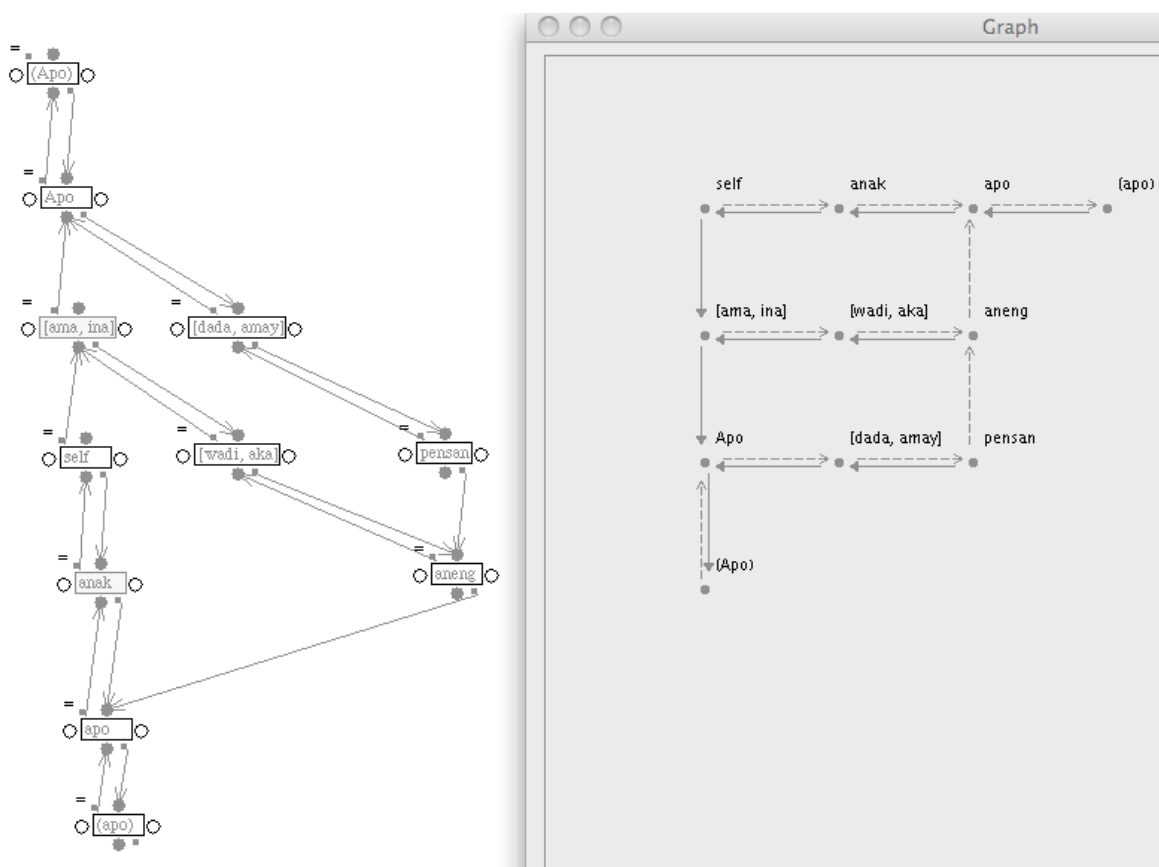 =
(Apo)
=
Apo
= =
[ama, ina] [dada, amay]
= = =
self [wadi, aka] pensan
= =
anak aneng
=
apo
=
(apo)
Graph
self anak apo (apo)
[ama, ina] [wadi, aka] aneng
Apo [dada, amay] pensan
(Apo)